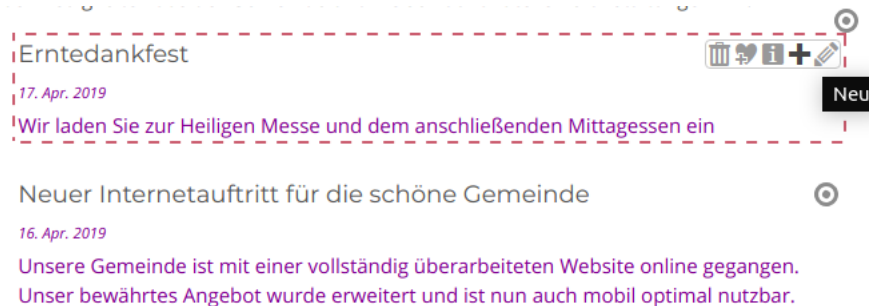 Erntedankfest
17. Apr. 2019
Neu
Wir laden Sie zur Heiligen Messe und dem anschließenden Mittagessen ein
Neuer Internetauftritt für die schöne Gemeinde
16. Apr. 2019
Unsere Gemeinde ist mit einer vollständig überarbeiteten Website online gegangen.
Unser bewährtes Angebot wurde erweitert und ist nun auch mobil optimal nutzbar.